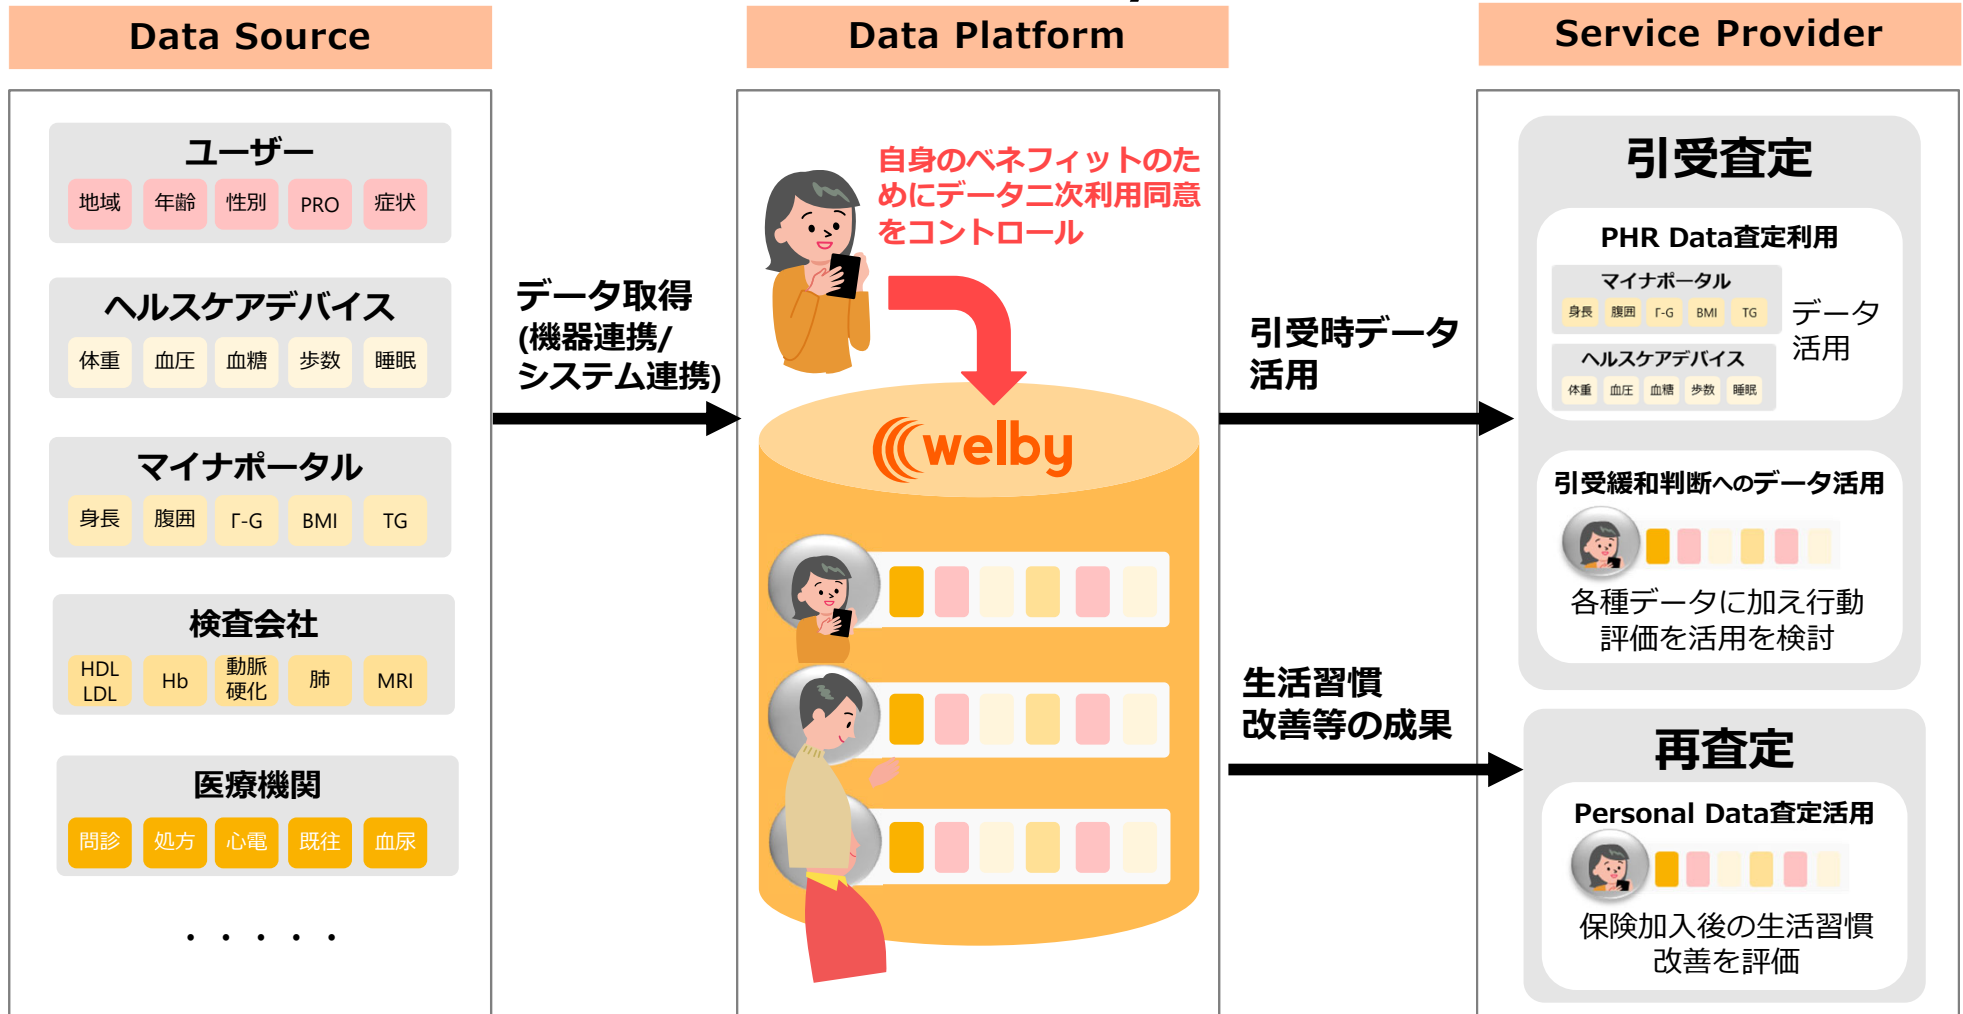 Data Source
ユーザー
地域 年齢 性別 PRO 症状
ヘルスケアデバイス
体重 血圧 血糖 歩数 睡眠
マイナポータル
身長 腹囲 Γ-G BMI TG
検査会社
HDL
LDL
Hb
動脈
硬化
肺
MRI
医療機関
問診 処方 心電 既往 血尿
・・・・・
データ取得
(機器連携/
システム連携)
Data Platform
自身のベネフィットのた
めにデータ二次利用同意
をコントロール
welby
引受時データ
活用
生活習慣
改善等の成果
Service Provider
引受査定
PHR Data査定利用
マイナポータル
身長 腹囲 Γ-G BMI TG
ヘルスケアデバイス
体重 血圧 血糖 歩数 睡眠
データ
活用
引受緩和判断へのデータ活用
各種データに加え行動
評価を活用を検討
再査定
Personal Data査定活用
保険加入後の生活習慣
改善を評価